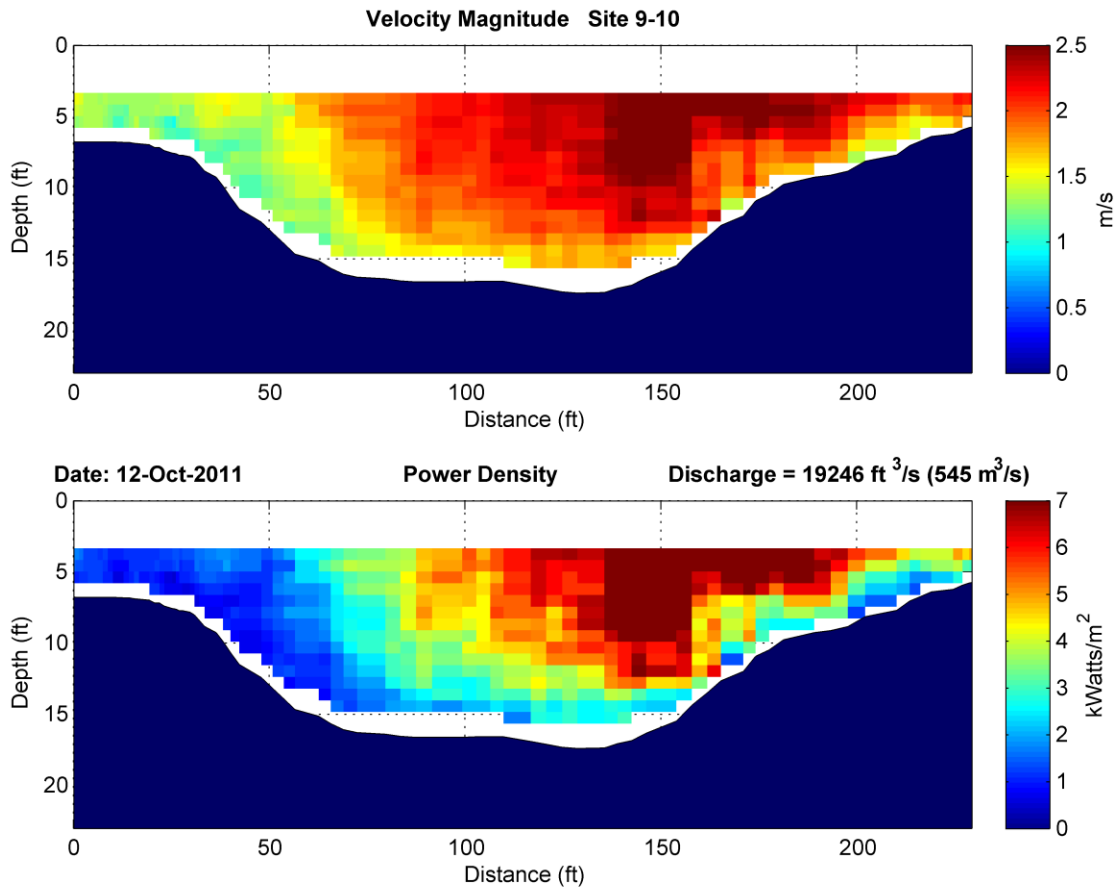 Velocity Magnitude Site 9-10
0
5
10
15
20
Depth (ft)
0 50 100 150 200
Distance (ft)
2.5
2
1.5
1
0.5
0
m/s
Date: 12-Oct-2011 Power Density Discharge = 19246 ft ³/s (545 m³/s)
0
5
10
15
20
Depth (ft)
0 50 100 150 200
Distance (ft)
7
6
5
4
3
2
1
0
kWatts/m²